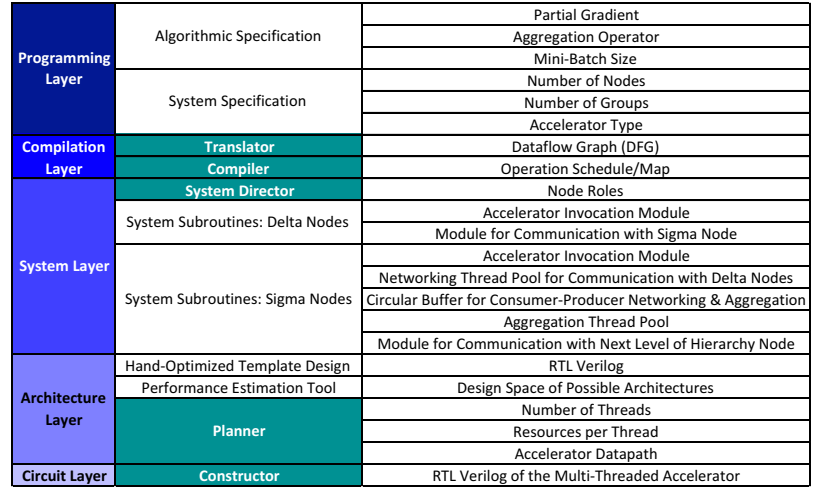 Programming
Layer
Algorithmic Specification
Partial Gradient
Aggregation Operator
Mini-Batch Size
System Specification
Number of Nodes
Number of Groups
Accelerator Type
Compilation
Layer
Translator
Dataflow Graph (DFG)
Compiler
Operation Schedule/Map
System Layer
System Director
Node Roles
System Subroutines: Delta Nodes
Accelerator Invocation Module
Module for Communication with Sigma Node
System Subroutines: Sigma Nodes
Accelerator Invocation Module
Networking Thread Pool for Communication with Delta Nodes
Circular Buffer for Consumer-Producer Networking & Aggregation
Aggregation Thread Pool
Module for Communication with Next Level of Hierarchy Node
Architecture
Layer
Hand-Optimized Template Design
RTL Verilog
Performance Estimation Tool
Design Space of Possible Architectures
Planner
Number of Threads
Resources per Thread
Accelerator Datapath
Circuit Layer
Constructor
RTL Verilog of the Multi-Threaded Accelerator